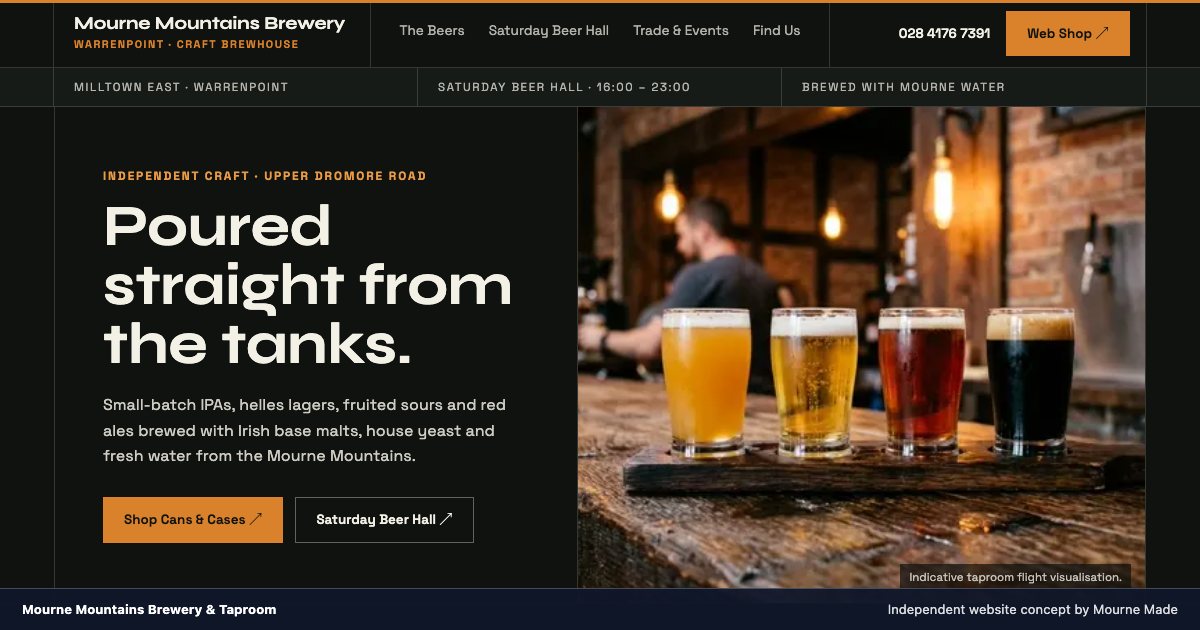 Mourne Mountains Brewery
WARRENPOINT · CRAFT BREWHOUSE
The Beers
Saturday Beer Hall
Trade & Events
Find Us
028 4176 7391
Web Shop ↗
MILLTOWN EAST · WARRENPOINT
SATURDAY BEER HALL · 16:00 – 23:00
BREWED WITH MOURNE WATER
INDEPENDENT CRAFT · UPPER DROMORE ROAD
Poured
straight from
the tanks.
Small-batch IPAs, helles lagers, fruited sours and red
ales brewed with Irish base malts, house yeast and
fresh water from the Mourne Mountains.
Shop Cans & Cases ↗
Saturday Beer Hall ↗
Indicative taproom flight visualisation.
Mourne Mountains Brewery & Taproom
Independent website concept by Mourne Made